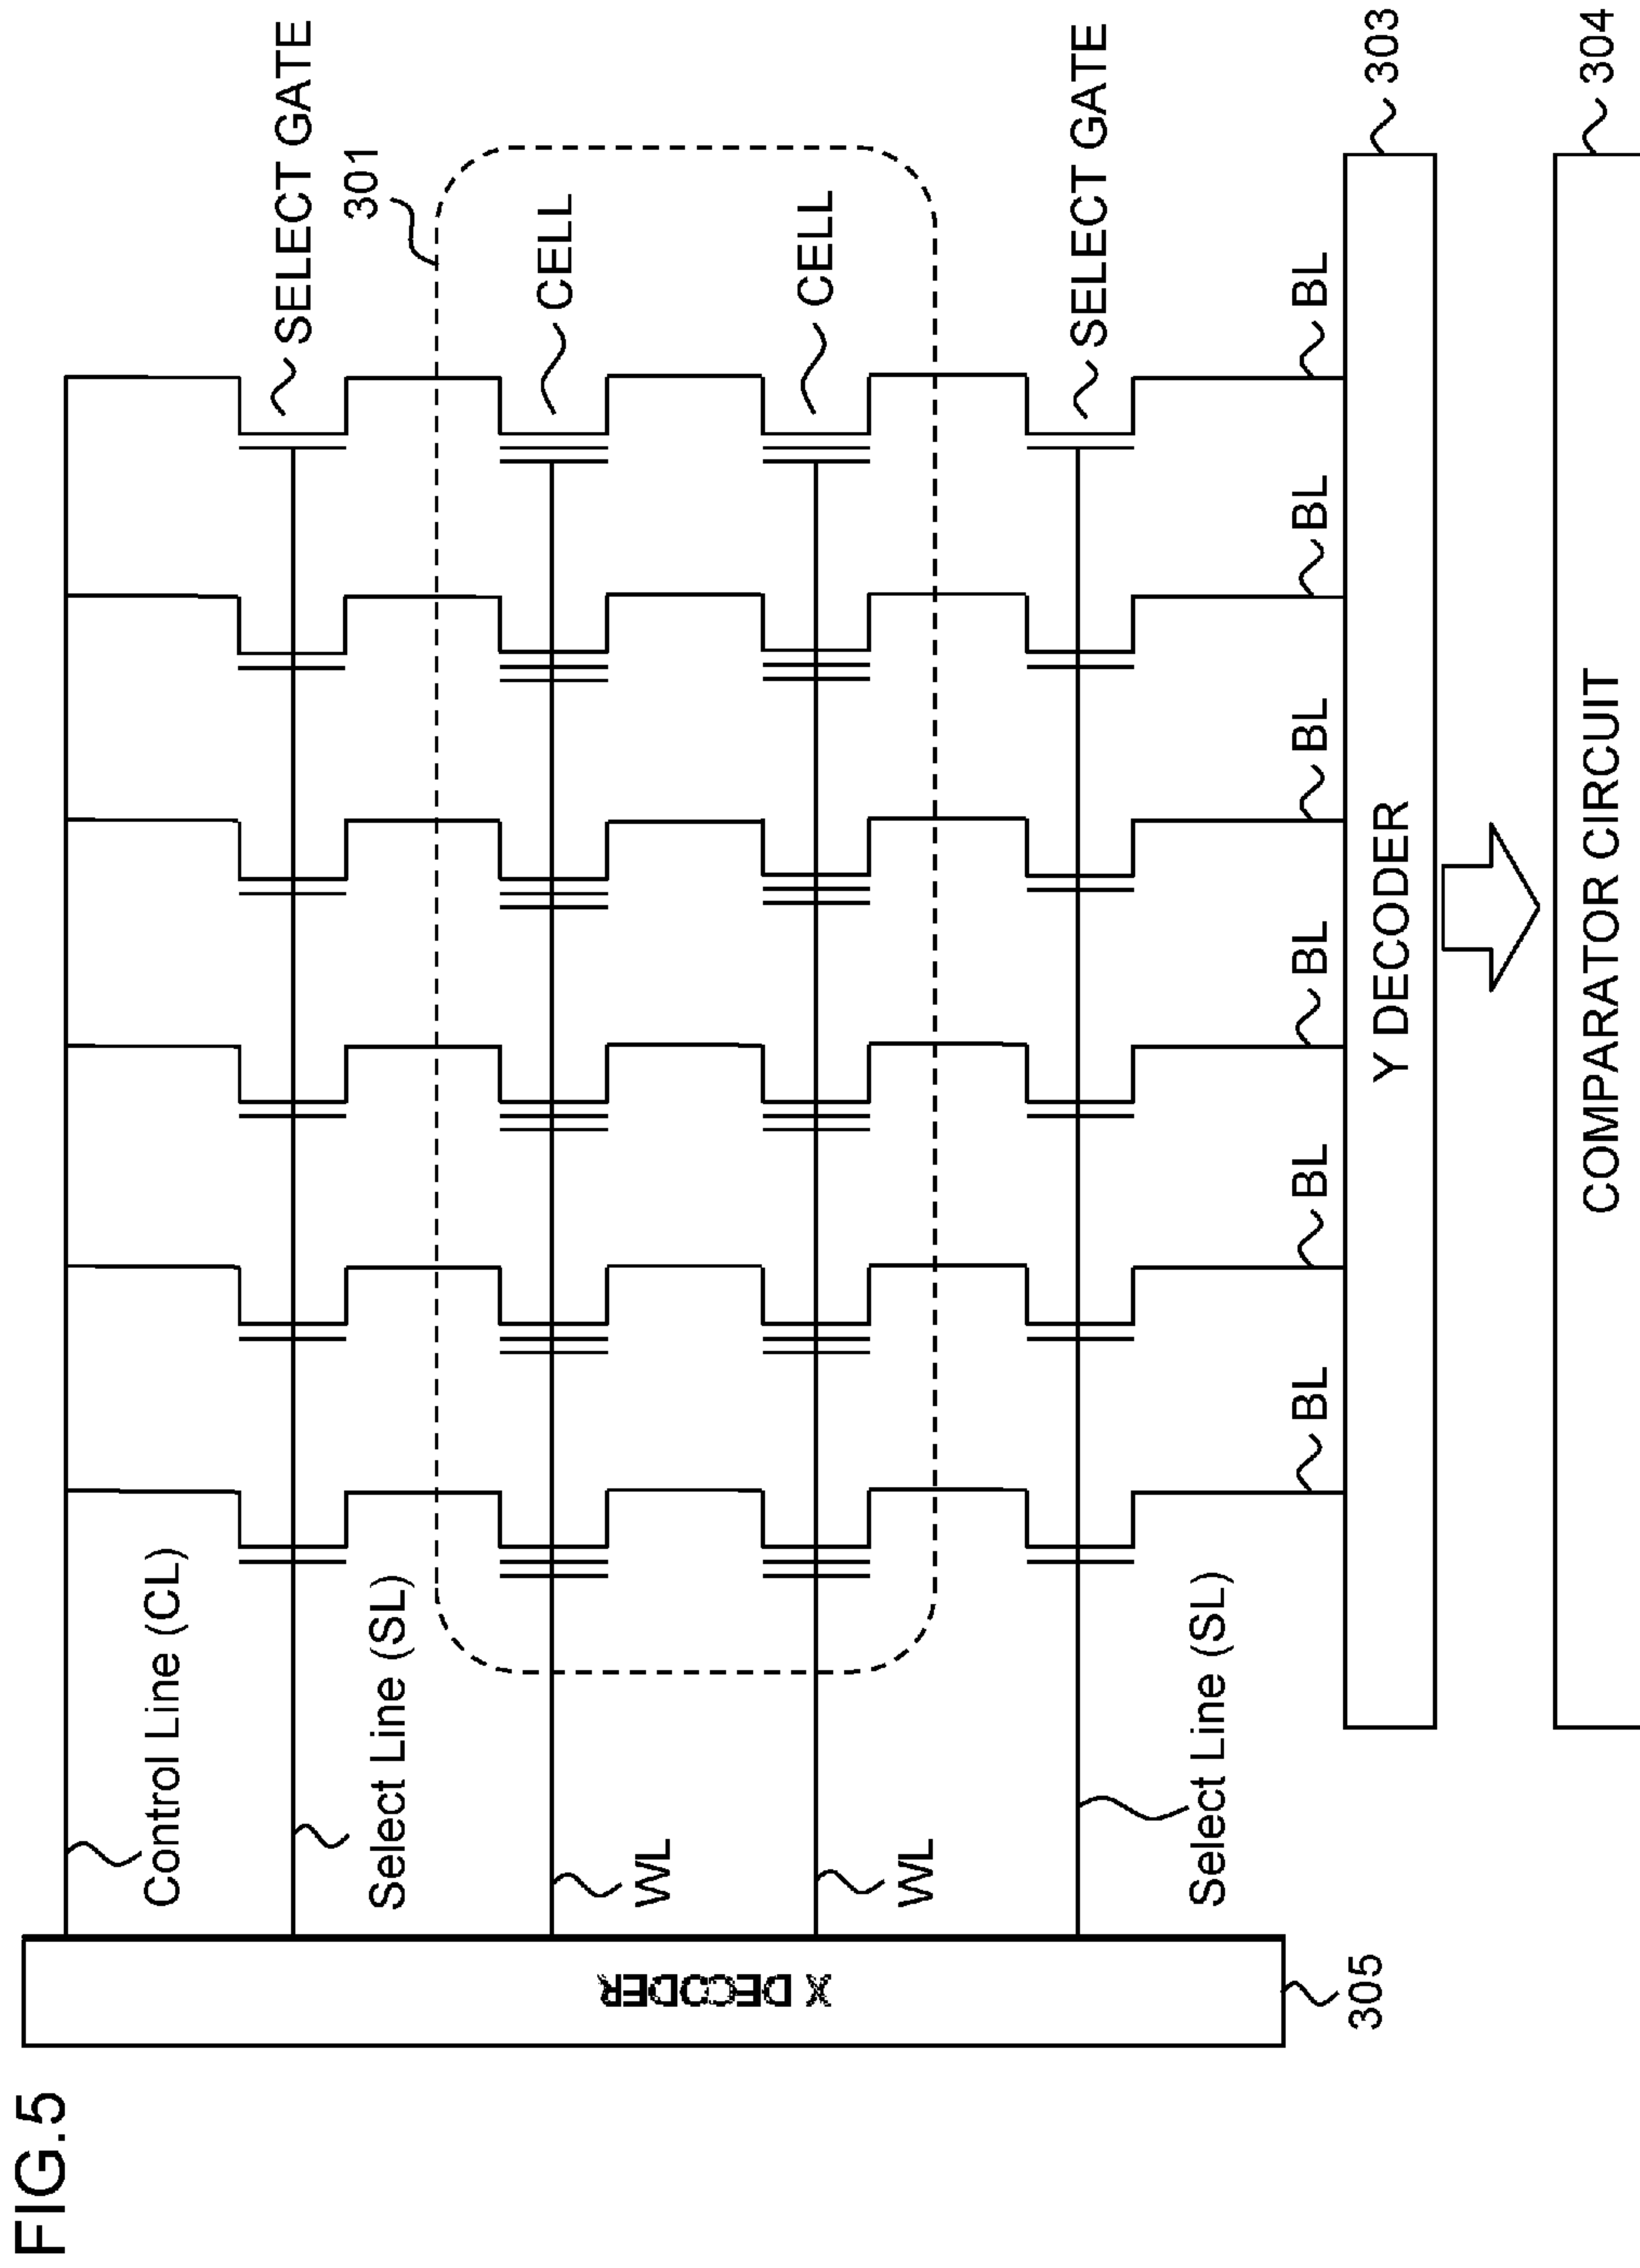 FIG.5
X DECODER
305
Control Line (CL)
Select Line (SL)
WL
WL
Select Line (SL)
SELECT GATE
301
CELL
CELL
SELECT GATE
BL
BL
BL
BL
BL
BL
Y DECODER
303
COMPARATOR CIRCUIT
304